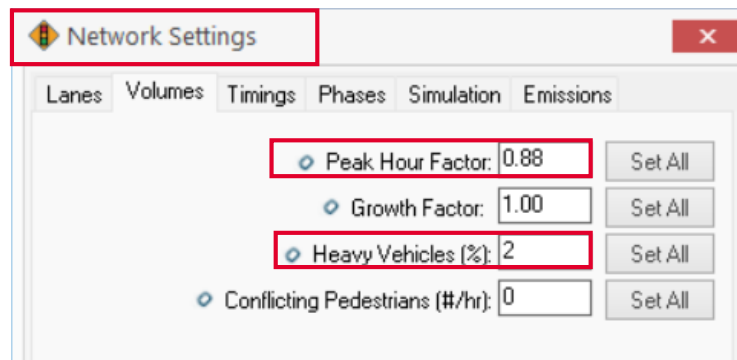 Network Settings
Lanes Volumes Timings Phases Simulation Emissions
Peak Hour Factor: 0.88 Set All
Growth Factor: 1.00 Set All
Heavy Vehicles (%): 2 Set All
Conflicting Pedestrians (#/hr): 0 Set All